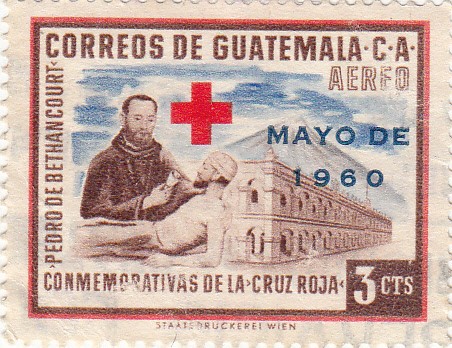 CORREOS DE GUATEMALA·C·A·
AEREO
›PEDRO DE BETHANCOURT‹
MAYO DE
1960
CONMEMORATIVAS DE LA›CRUZ ROJA‹
3 CTS
STAATSDRUCKEREI WIEN